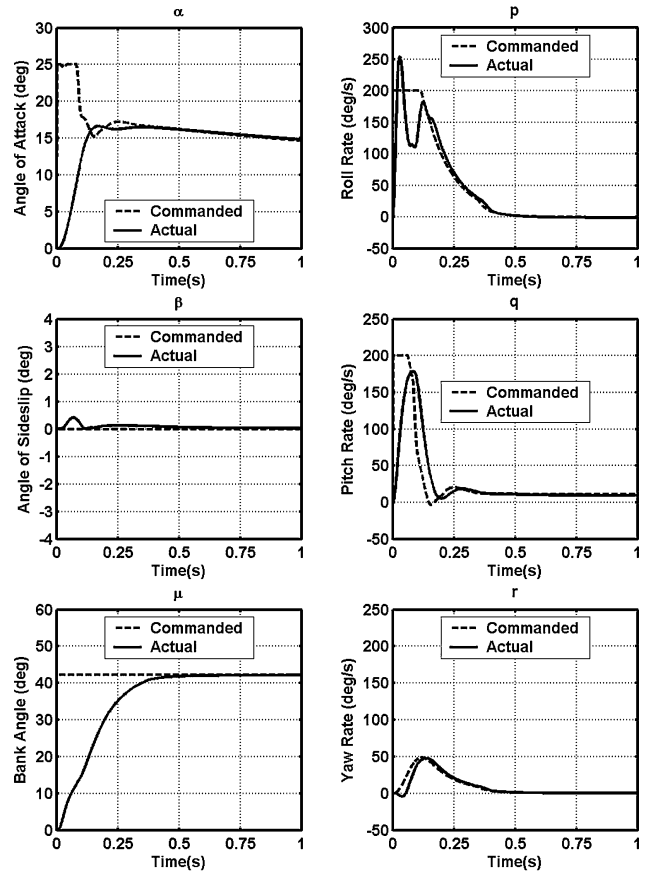 α
30
25
20
15
10
5
0
Angle of Attack (deg)
Commanded
Actual
0 0.25 0.5 0.75 1
Time(s)
p
300
250
200
150
100
50
0
-50
Roll Rate (deg/s)
Commanded
Actual
0 0.25 0.5 0.75 1
Time(s)
β
4
3
2
1
0
-1
-2
-3
-4
Angle of Sideslip (deg)
Commanded
Actual
0 0.25 0.5 0.75 1
Time(s)
q
250
200
150
100
50
0
-50
Pitch Rate (deg/s)
Commanded
Actual
0 0.25 0.5 0.75 1
Time(s)
μ
60
50
40
30
20
10
0
Bank Angle (deg)
Commanded
Actual
0 0.25 0.5 0.75 1
Time(s)
r
250
200
150
100
50
0
-50
Yaw Rate (deg/s)
Commanded
Actual
0 0.25 0.5 0.75 1
Time(s)